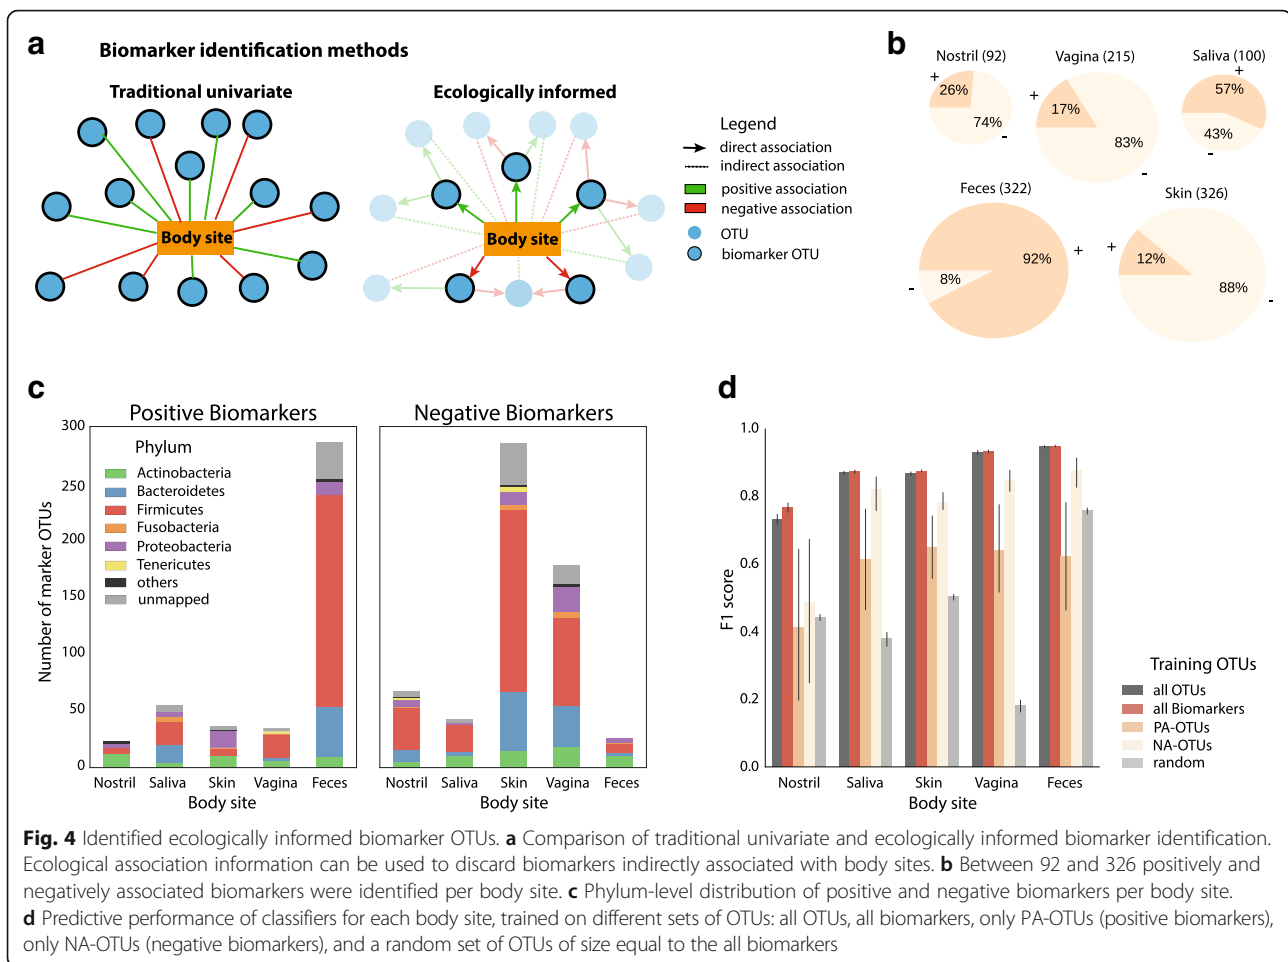 a
Biomarker identification methods
Traditional univariate
Body site
Ecologically informed
Body site
Legend
direct association
indirect association
positive association
negative association
OTU
biomarker OTU
b
Nostril (92)
+
26%
74%
-
Vagina (215)
+
17%
83%
-
Saliva (100)
+
57%
43%
-
Feces (322)
92%
+
8%
-
Skin (326)
+
12%
88%
-
c
Positive Biomarkers
Negative Biomarkers
Number of marker OTUs
300
250
200
150
100
50
0
Phylum
Actinobacteria
Bacteroidetes
Firmicutes
Fusobacteria
Proteobacteria
Tenericutes
others
unmapped
Nostril Saliva Skin Vagina Feces
Body site
Nostril Saliva Skin Vagina Feces
Body site
d
F1 score
1.0
0.8
0.6
0.4
0.2
0.0
Nostril Saliva Skin Vagina Feces
Body site
Training OTUs
all OTUs
all Biomarkers
PA-OTUs
NA-OTUs
random
Fig. 4 Identified ecologically informed biomarker OTUs. a Comparison of traditional univariate and ecologically informed biomarker identification.
Ecological association information can be used to discard biomarkers indirectly associated with body sites. b Between 92 and 326 positively and
negatively associated biomarkers were identified per body site. c Phylum-level distribution of positive and negative biomarkers per body site.
d Predictive performance of classifiers for each body site, trained on different sets of OTUs: all OTUs, all biomarkers, only PA-OTUs (positive biomarkers),
only NA-OTUs (negative biomarkers), and a random set of OTUs of size equal to the all biomarkers